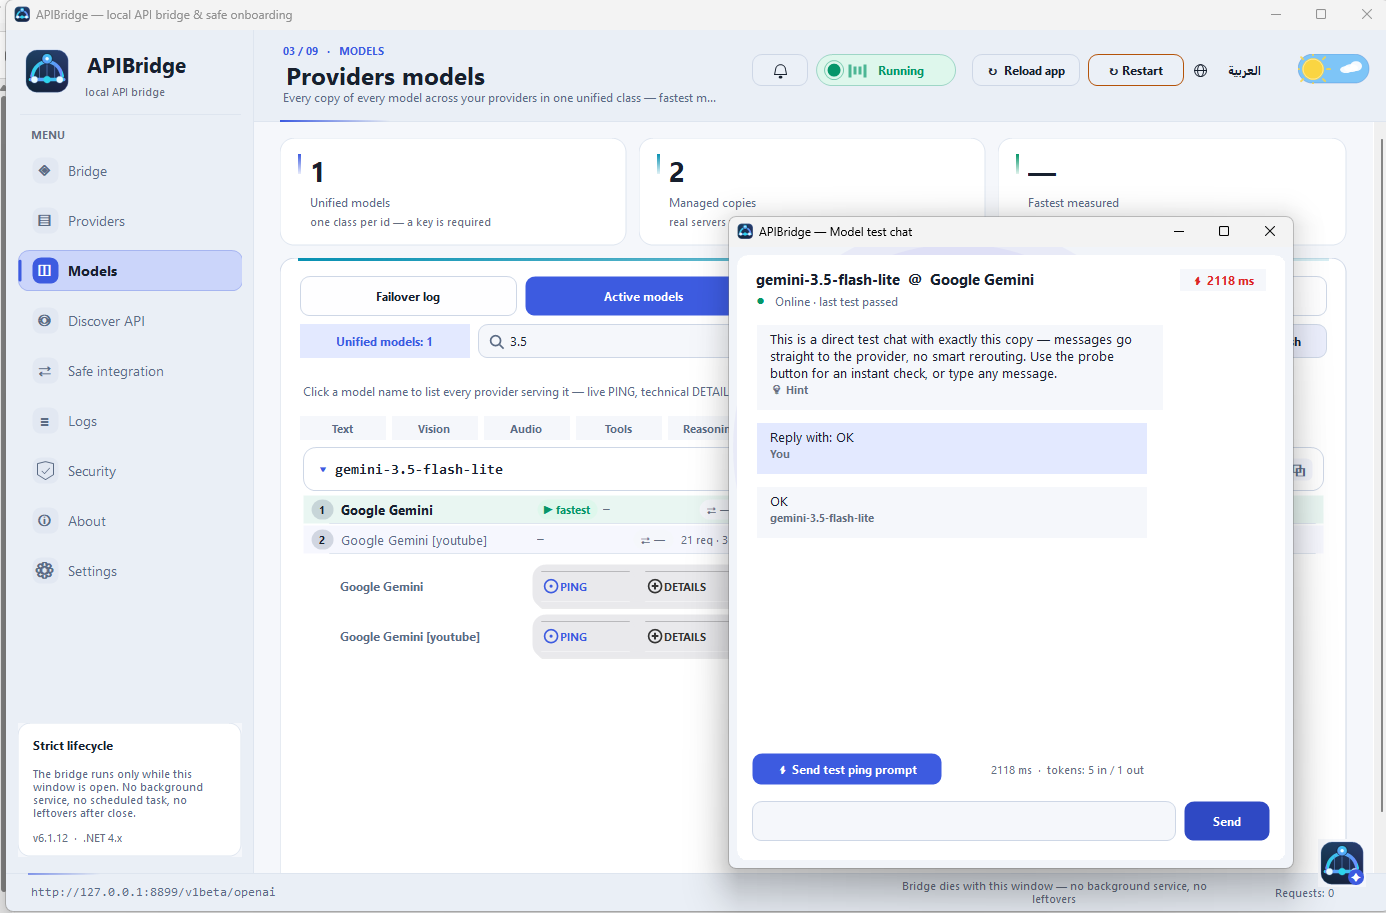 APIBridge — local API bridge & safe onboarding
APIBridge
local API bridge
MENU
Bridge
Providers
Models
Discover API
Safe integration
Logs
Security
About
Settings
Strict lifecycle
The bridge runs only while this
window is open. No background
service, no scheduled task, no
leftovers after close.
v6.1.12 · .NET 4.x
03 / 09 · MODELS
Providers models
Every copy of every model across your providers in one unified class — fastest m...
Running
↻ Reload app
↻ Restart
العربية
1
Unified models
one class per id — a key is required
2
Managed copies
real servers
—
Fastest measured
Failover log
Active models
Unified models: 1
3.5
Click a model name to list every provider serving it — live PING, technical DETAIL
Text
Vision
Audio
Tools
Reasonin
gemini-3.5-flash-lite
1 Google Gemini ▶ fastest — ⇄ —
2 Google Gemini [youtube] — ⇄ — 21 req · 3
Google Gemini PING DETAILS
Google Gemini [youtube] PING DETAILS
APIBridge — Model test chat
gemini-3.5-flash-lite @ Google Gemini
2118 ms
Online · last test passed
This is a direct test chat with exactly this copy — messages go
straight to the provider, no smart rerouting. Use the probe
button for an instant check, or type any message.
Hint
Reply with: OK
You
OK
gemini-3.5-flash-lite
Send test ping prompt
2118 ms · tokens: 5 in / 1 out
Send
http://127.0.0.1:8899/v1beta/openai
Bridge dies with this window — no background service, no
leftovers
Requests: 0